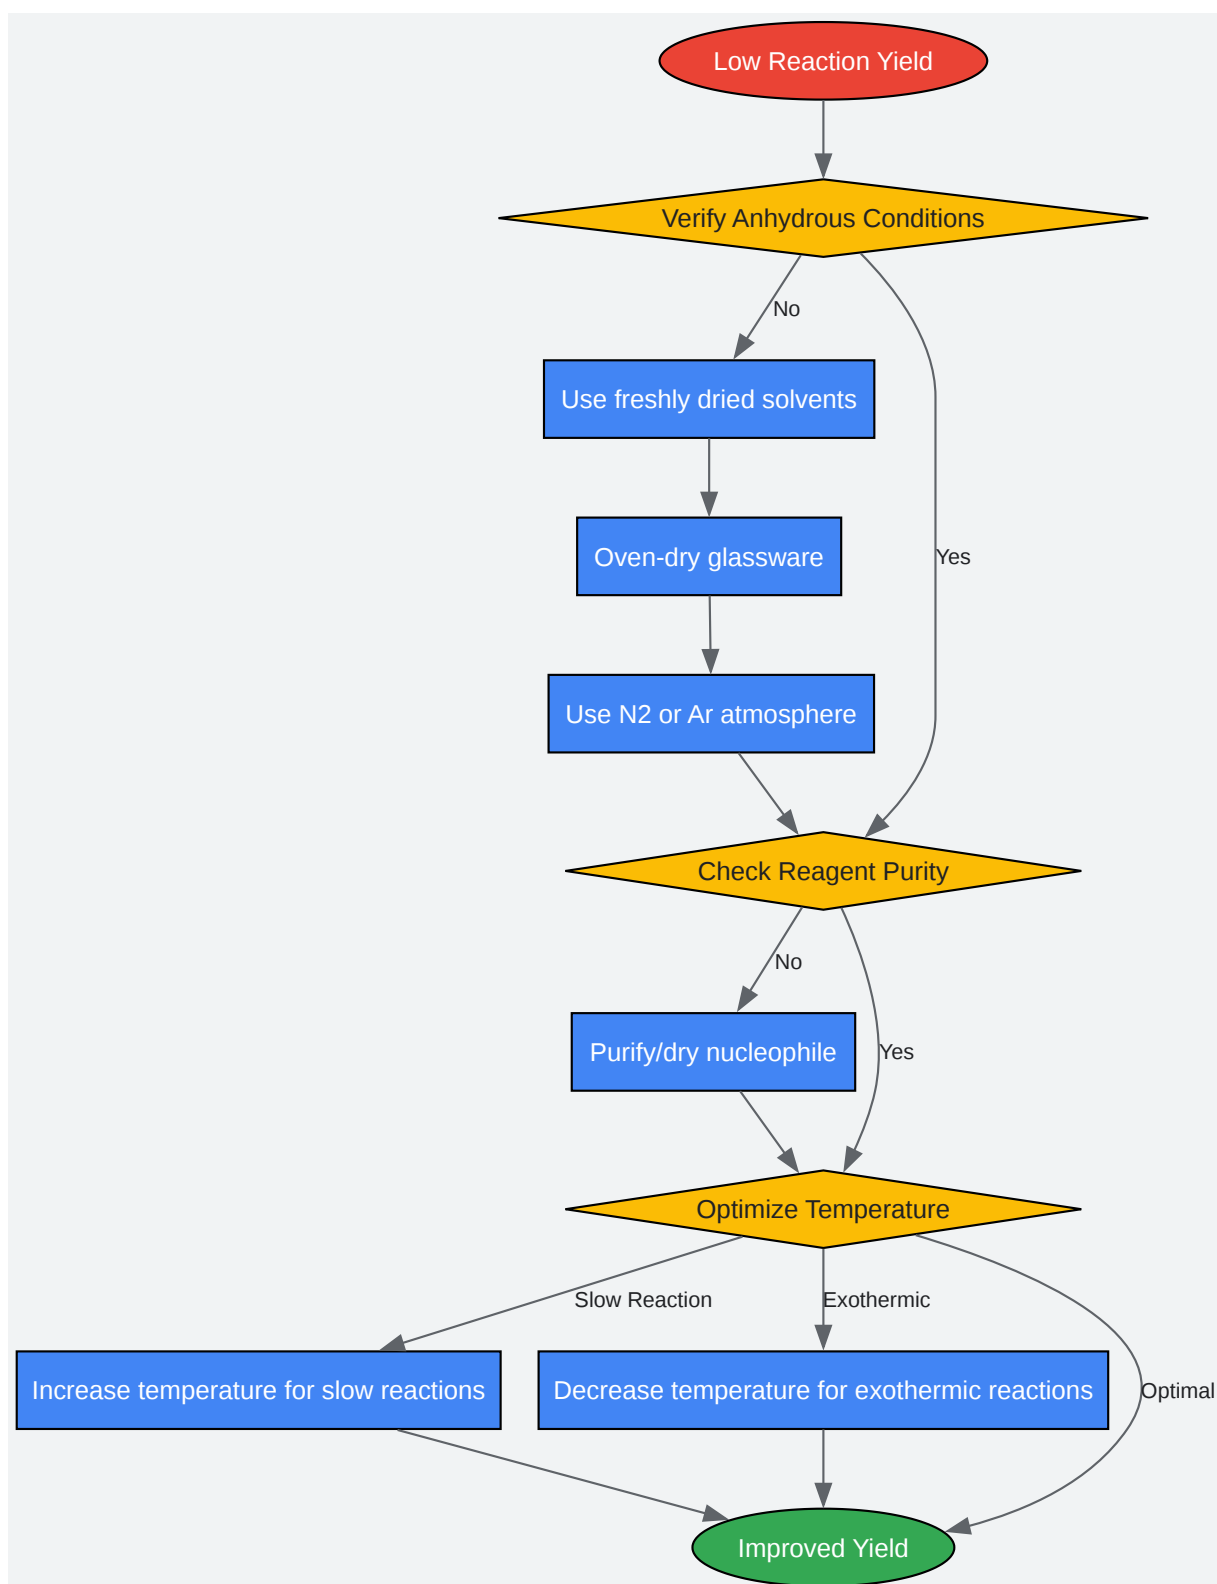 Low Reaction Yield
Verify Anhydrous Conditions
No
Use freshly dried solvents
Oven-dry glassware
Yes
Use N2 or Ar atmosphere
Check Reagent Purity
No
Purify/dry nucleophile
Yes
Optimize Temperature
Slow Reaction
Exothermic
Increase temperature for slow reactions
Decrease temperature for exothermic reactions
Optimal
Improved Yield